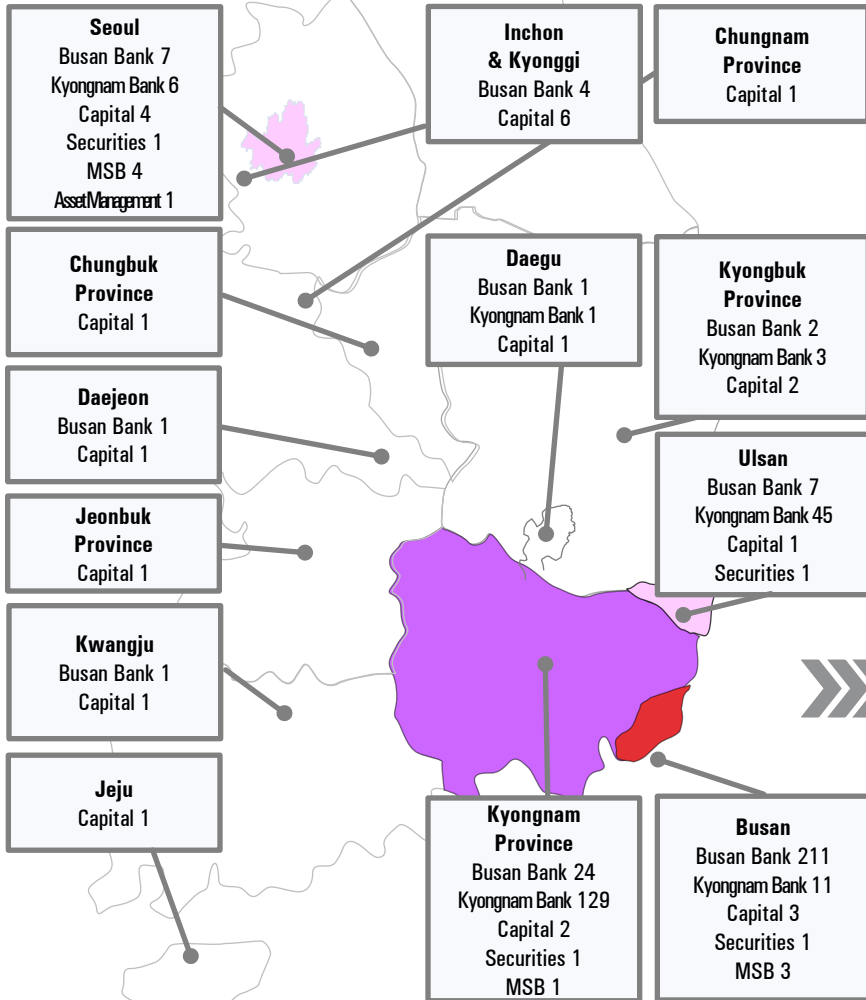 Seoul
Busan Bank 7
Kyongnam Bank 6
Capital 4
Securities 1
MSB 4
AssetManagement 1
Inchon
& Kyonggi
Busan Bank 4
Capital 6
Chungnam
Province
Capital 1
Chungbuk
Province
Capital 1
Daegu
Busan Bank 1
Kyongnam Bank 1
Capital 1
Kyongbuk
Province
Busan Bank 2
Kyongnam Bank 3
Capital 2
Daejeon
Busan Bank 1
Capital 1
Ulsan
Busan Bank 7
Kyongnam Bank 45
Capital 1
Securities 1
Jeonbuk
Province
Capital 1
Kwangju
Busan Bank 1
Capital 1
Jeju
Capital 1
Kyongnam
Province
Busan Bank 24
Kyongnam Bank 129
Capital 2
Securities 1
MSB 1
Busan
Busan Bank 211
Kyongnam Bank 11
Capital 3
Securities 1
MSB 3